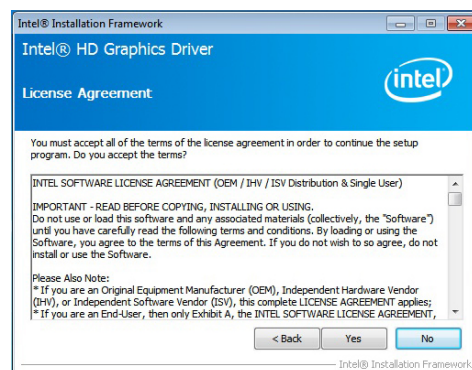 Intel® Installation Framework
Intel® HD Graphics Driver
intel
License Agreement
You must accept all of the terms of the license agreement in order to continue the setup
program. Do you accept the terms?
INTEL SOFTWARE LICENSE AGREEMENT (OEM / IHV / ISV Distribution & Single User)
IMPORTANT - READ BEFORE COPYING, INSTALLING OR USING.
Do not use or load this software and any associated materials (collectively, the "Software")
until you have carefully read the following terms and conditions. By loading or using the
Software, you agree to the terms of this Agreement. If you do not wish to so agree, do not
install or use the Software.
Please Also Note:
* If you are an Original Equipment Manufacturer (OEM), Independent Hardware Vendor
(IHV), or Independent Software Vendor (ISV), this complete LICENSE AGREEMENT applies;
* If you are an End-User, then only Exhibit A, the INTEL SOFTWARE LICENSE AGREEMENT,
< Back Yes No
Intel® Installation Framework